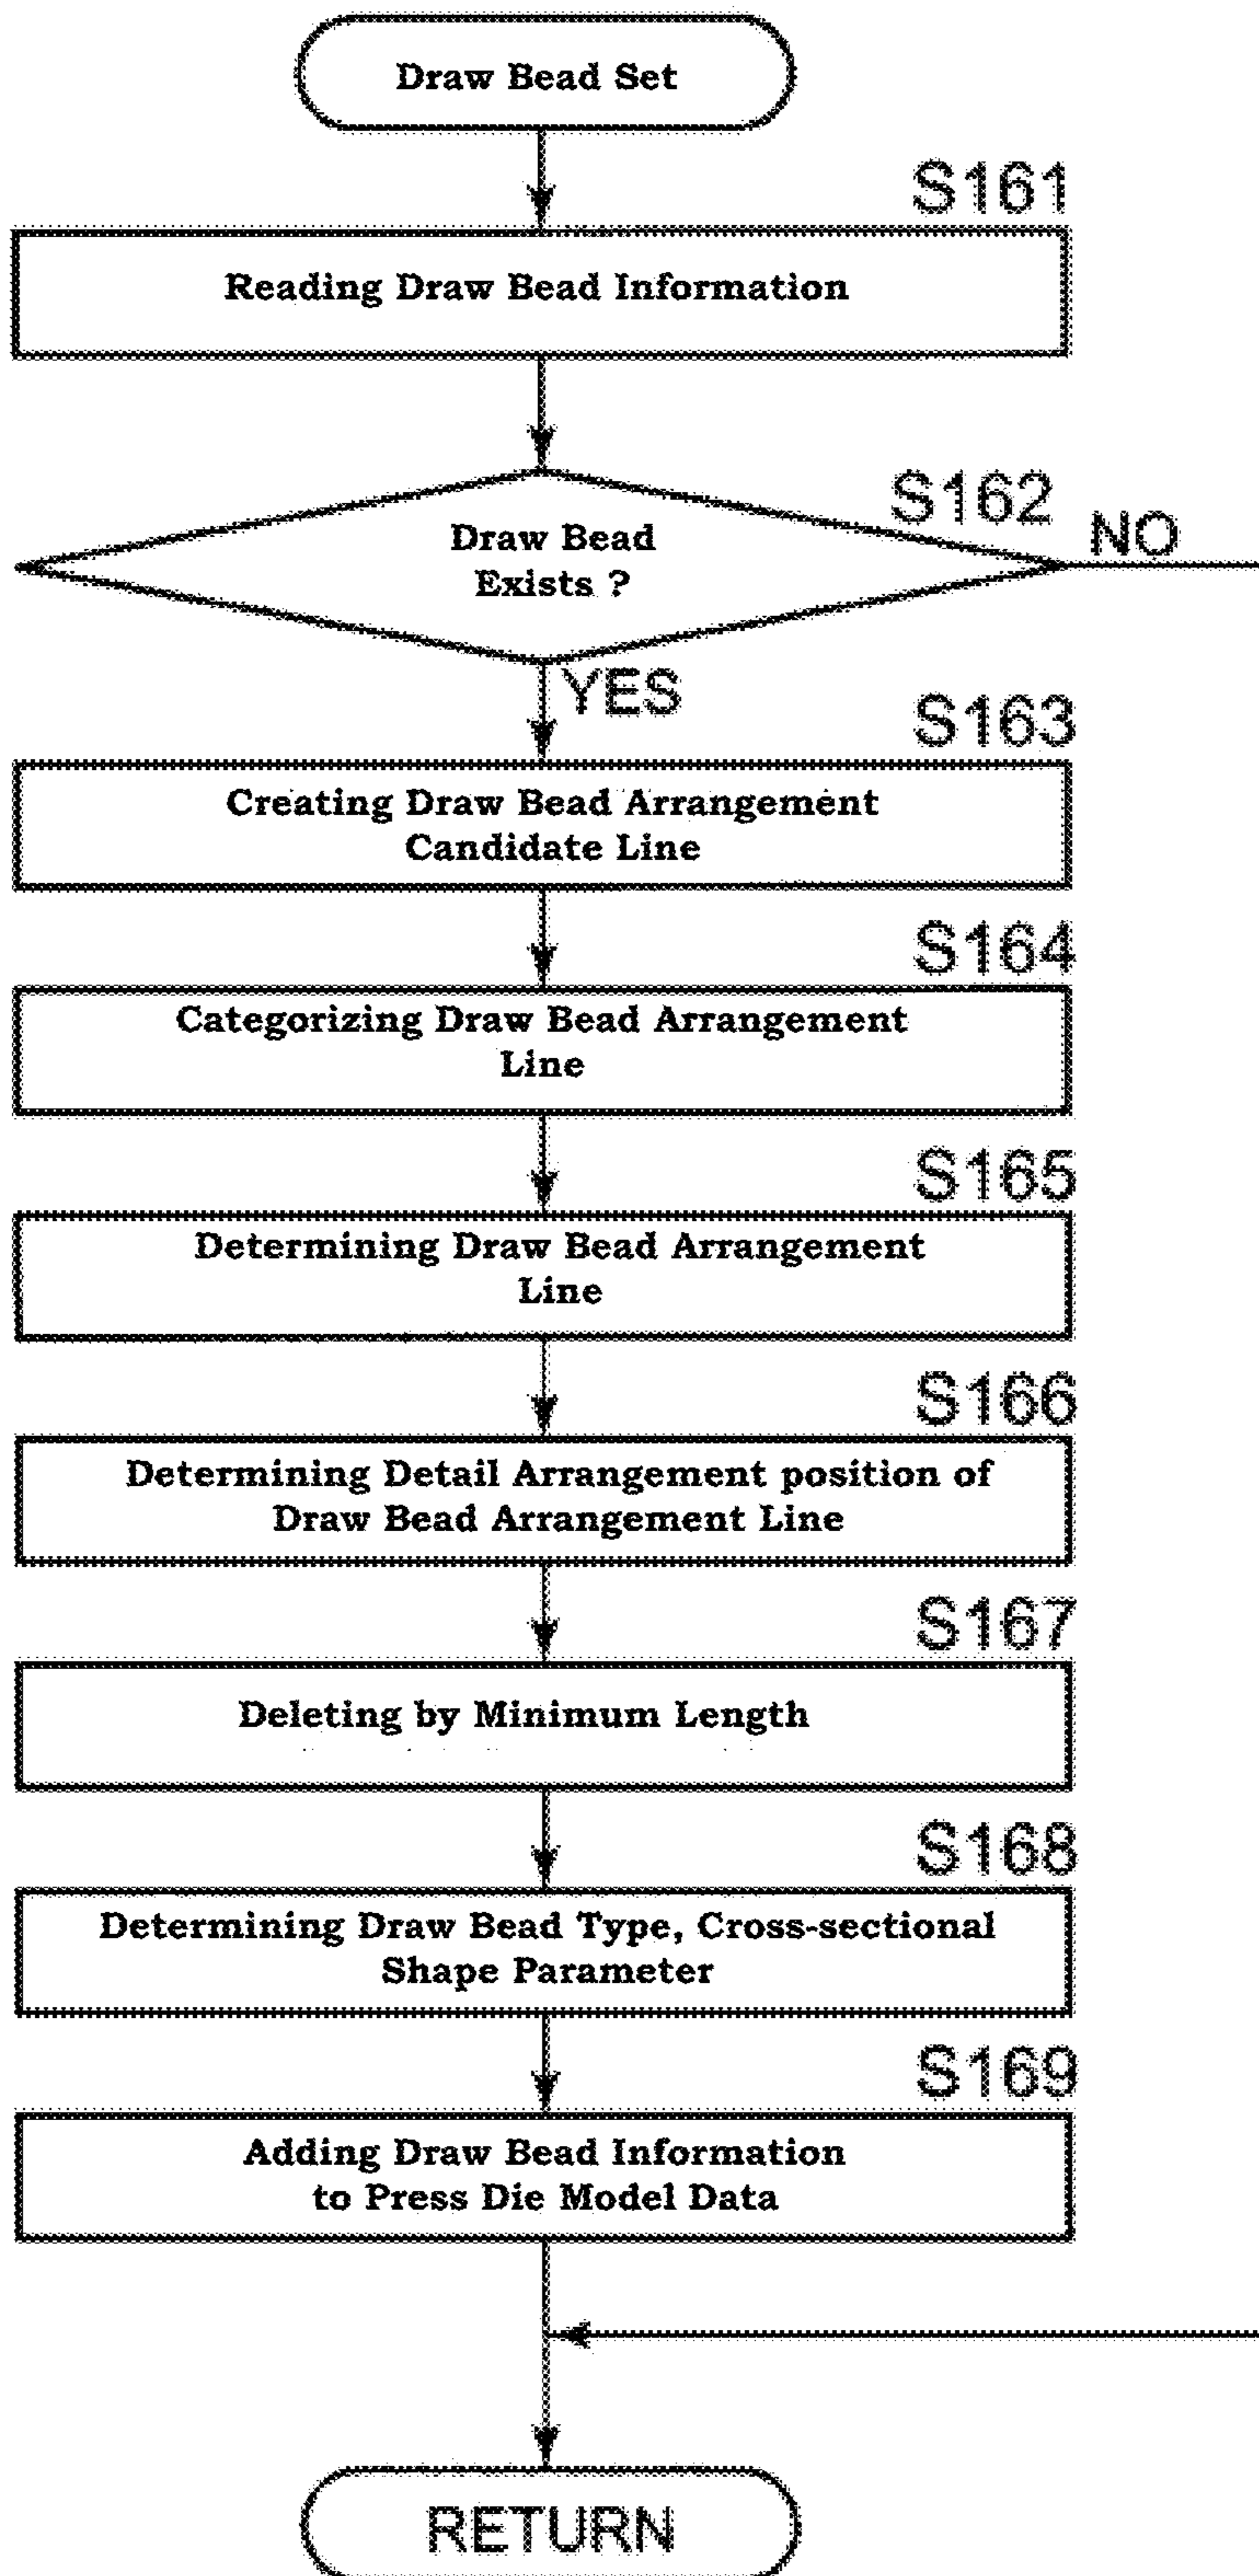 Draw Bead Set
S161
Reading Draw Bead Information
S162
NO
Draw Bead
Exists ?
YES
S163
Creating Draw Bead Arrangement
Candidate Line
S164
Categorizing Draw Bead Arrangement
Line
S165
Determining Draw Bead Arrangement
Line
S166
Determining Detail Arrangement position of
Draw Bead Arrangement Line
S167
Deleting by Minimum Length
S168
Determining Draw Bead Type, Cross-sectional
Shape Parameter
S169
Adding Draw Bead Information
to Press Die Model Data
RETURN